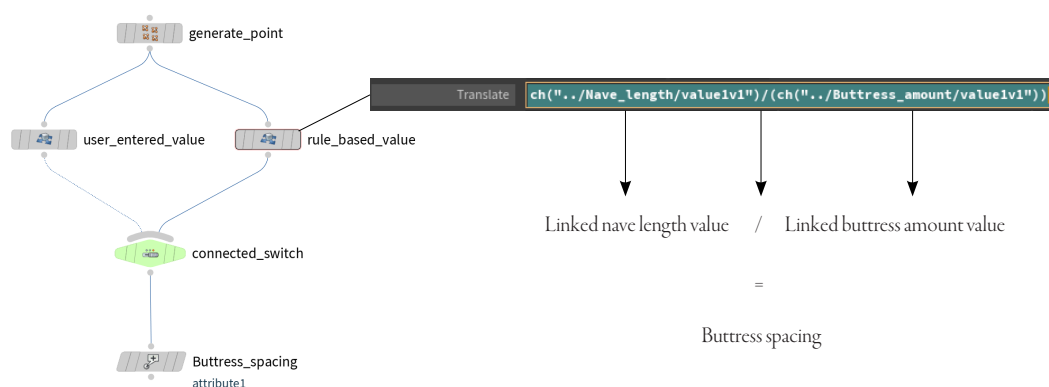 generate_point
Translate ch("../Nave_length/value1v1")/(ch("../Buttress_amount/value1v1"))
user_entered_value
rule_based_value
Linked nave length value / Linked buttress amount value
connected_switch
=
Buttress spacing
Buttress_spacing
attribute1